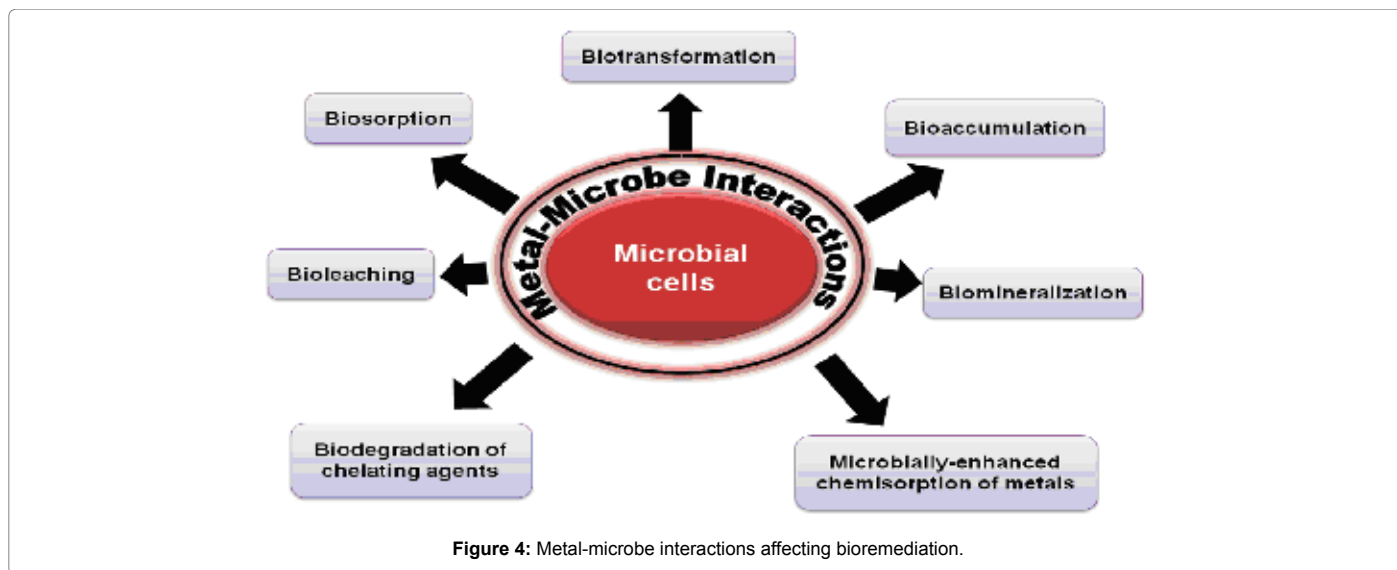 Biotransformation
Biosorption
Bioaccumulation
Metal-Microbe Interactions
Microbial
cells
Bioleaching
Biomineralization
Biodegradation of
chelating agents
Microbially-enhanced
chemisorption of metals
Figure 4: Metal-microbe interactions affecting bioremediation.